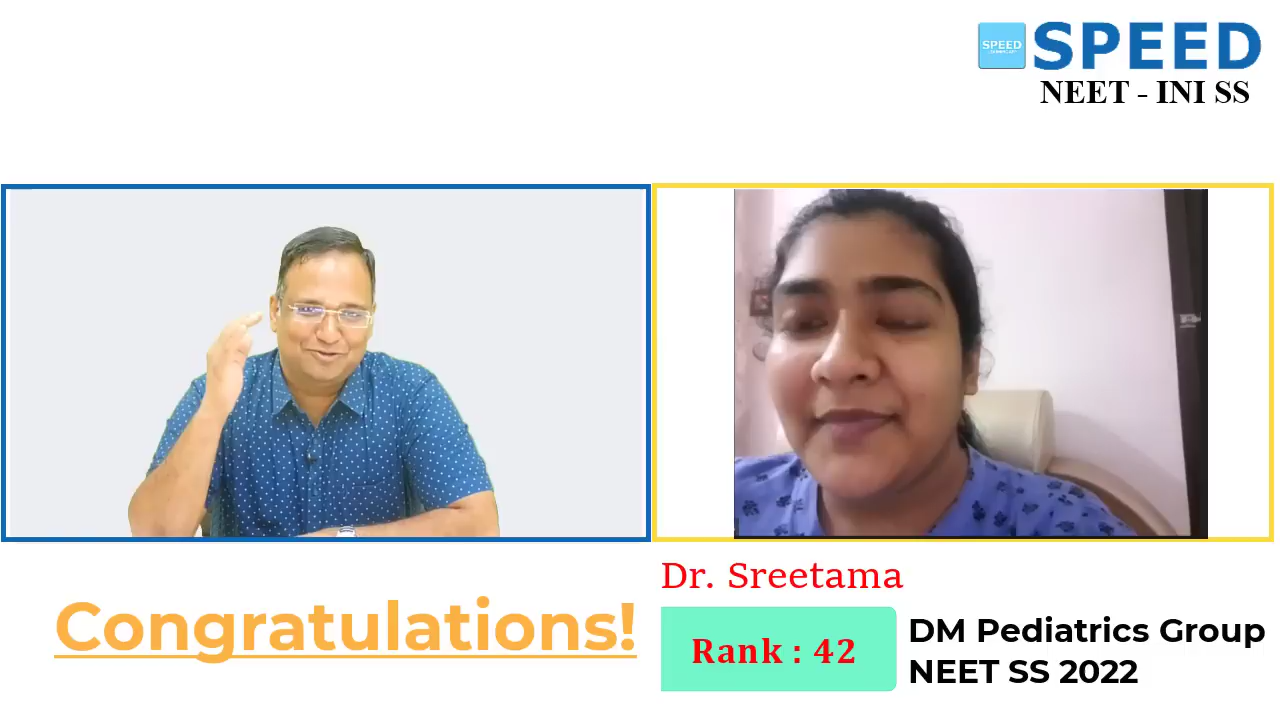 SPEED
SPEED
NEET - INI SS
Dr. Sreetama
Congratulations!
Rank : 42
DM Pediatrics Group
NEET SS 2022